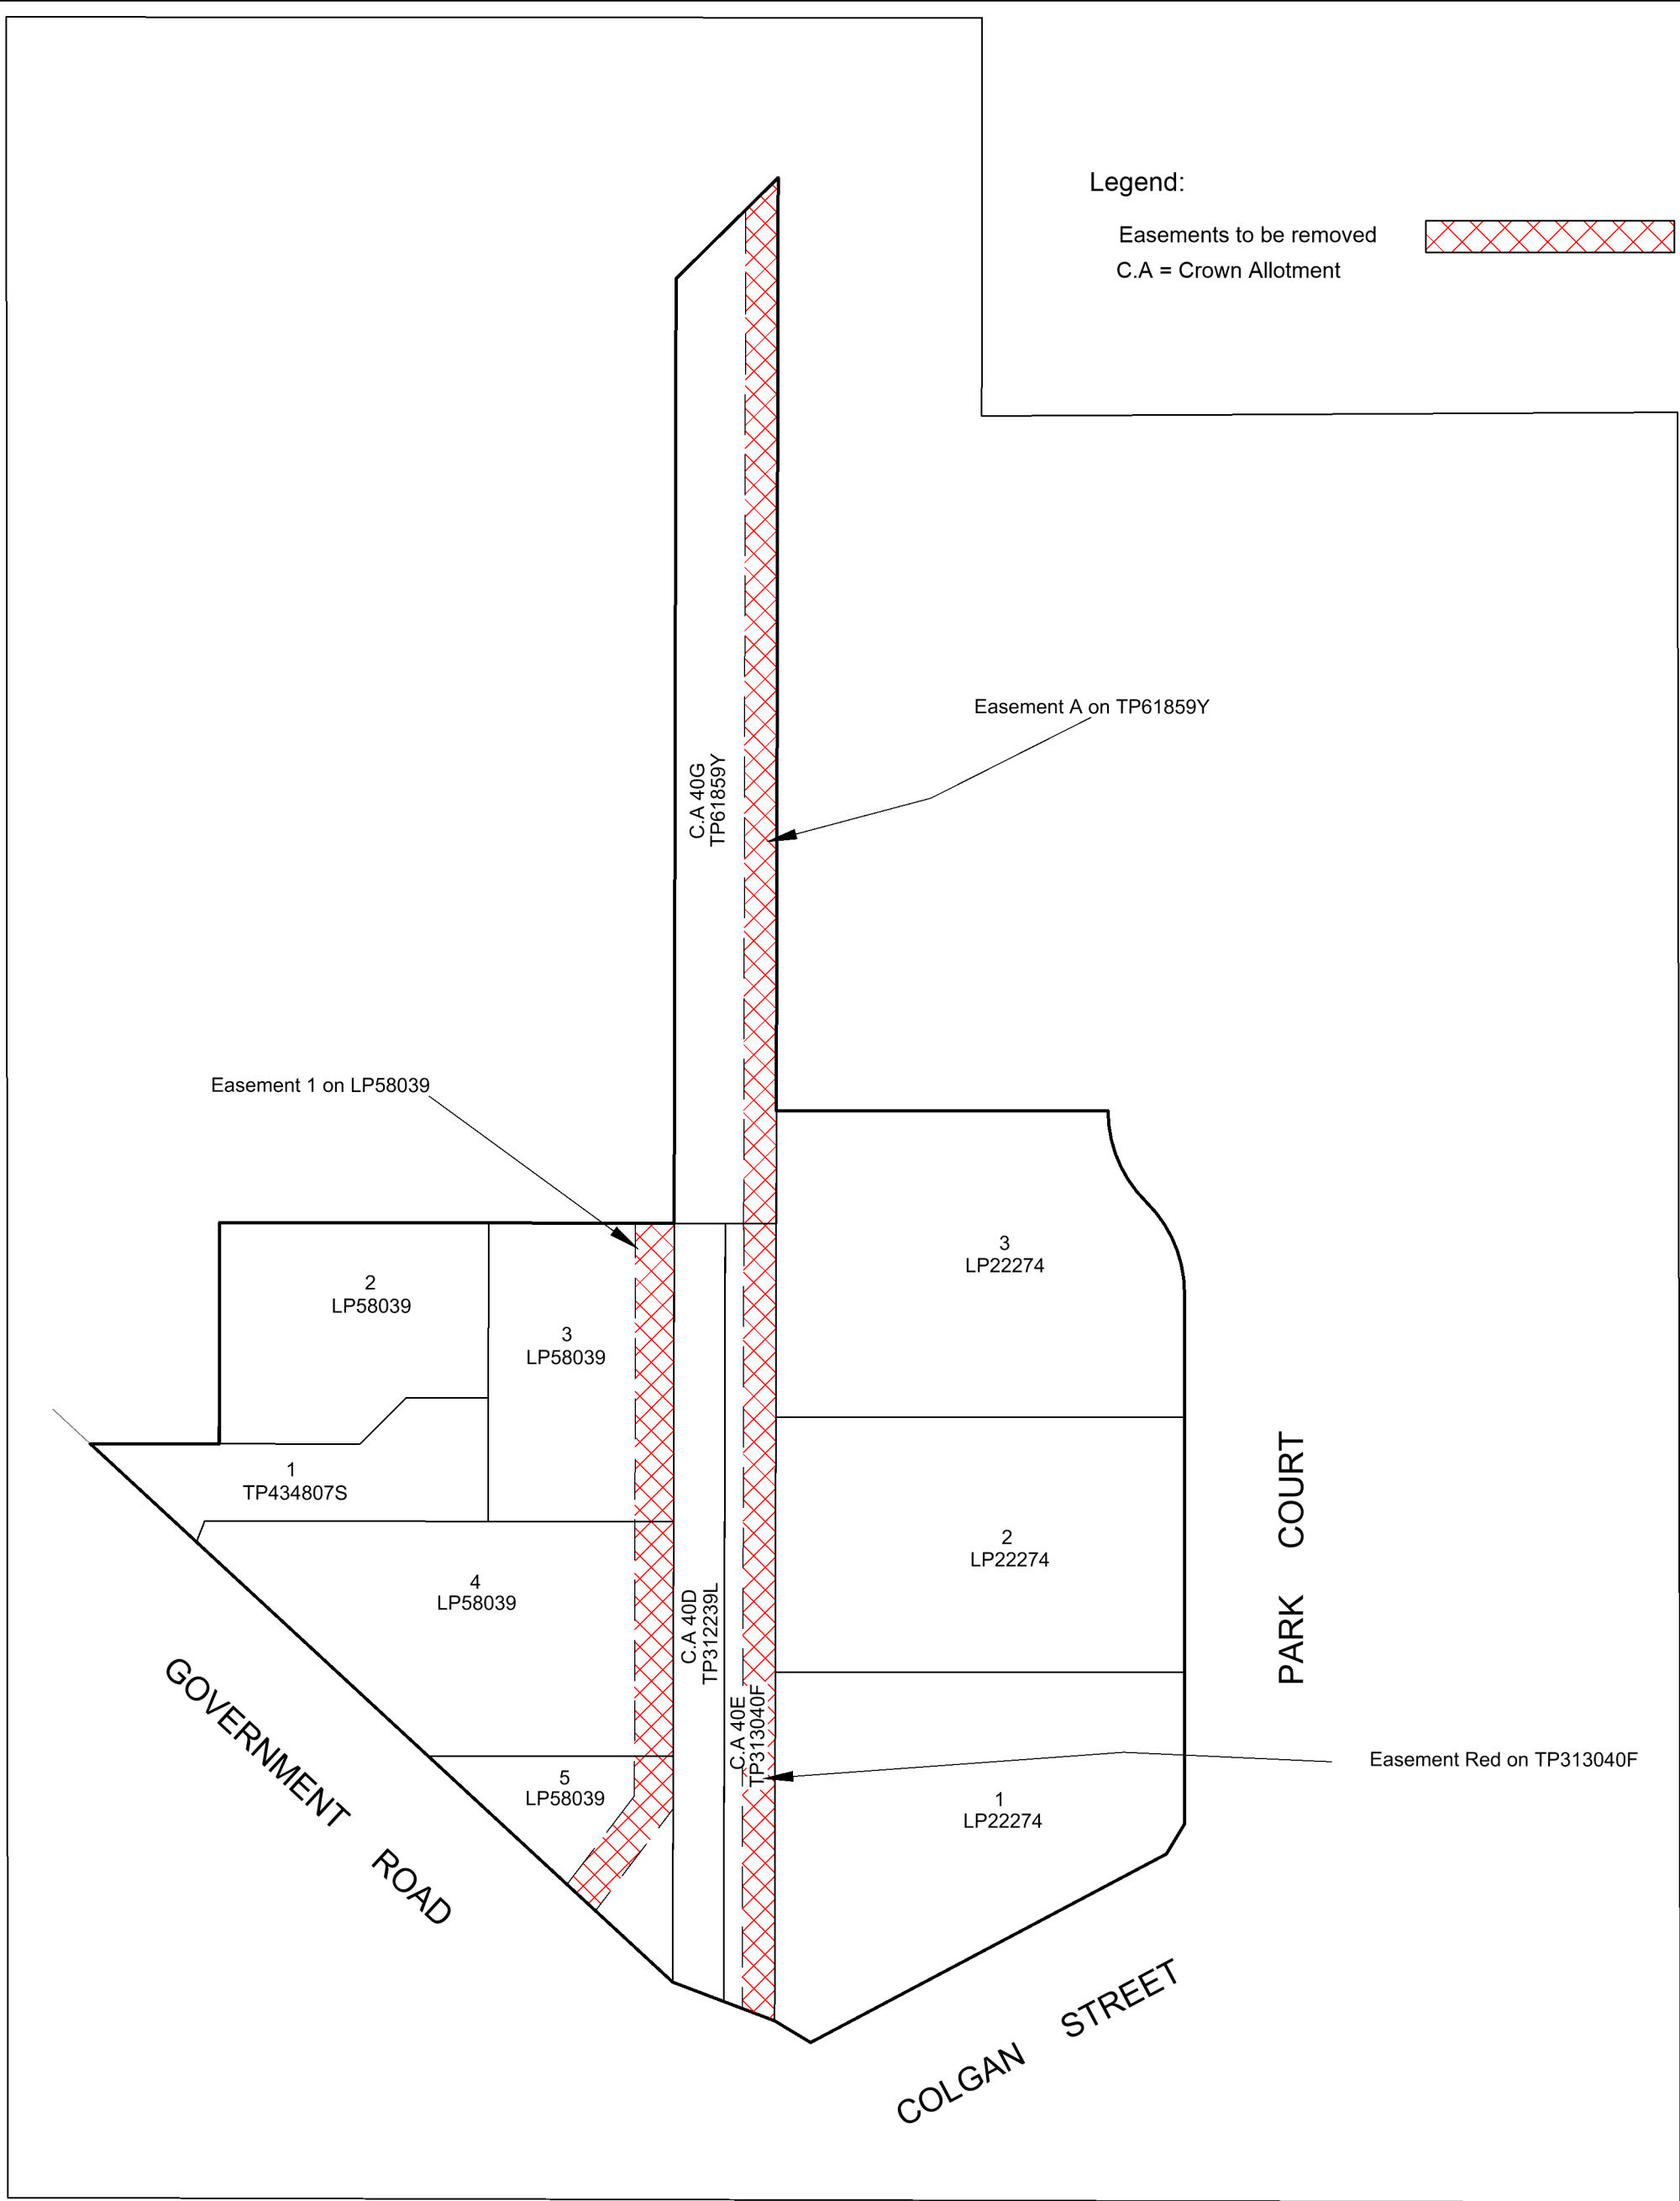 Legend:
Easements to be removed
C.A = Crown Allotment
Easement A on TP61859Y
C.A 40G
TP61859Y
Easement 1 on LP58039
2
LP58039
3
LP58039
3
LP22274
1
TP434807S
4
LP58039
2
LP22274
PARK COURT
C.A 40D
TP312239L
C.A 40E
TP313040F
5
LP58039
1
LP22274
Easement Red on TP313040F
GOVERNMENT ROAD
COLGAN STREET